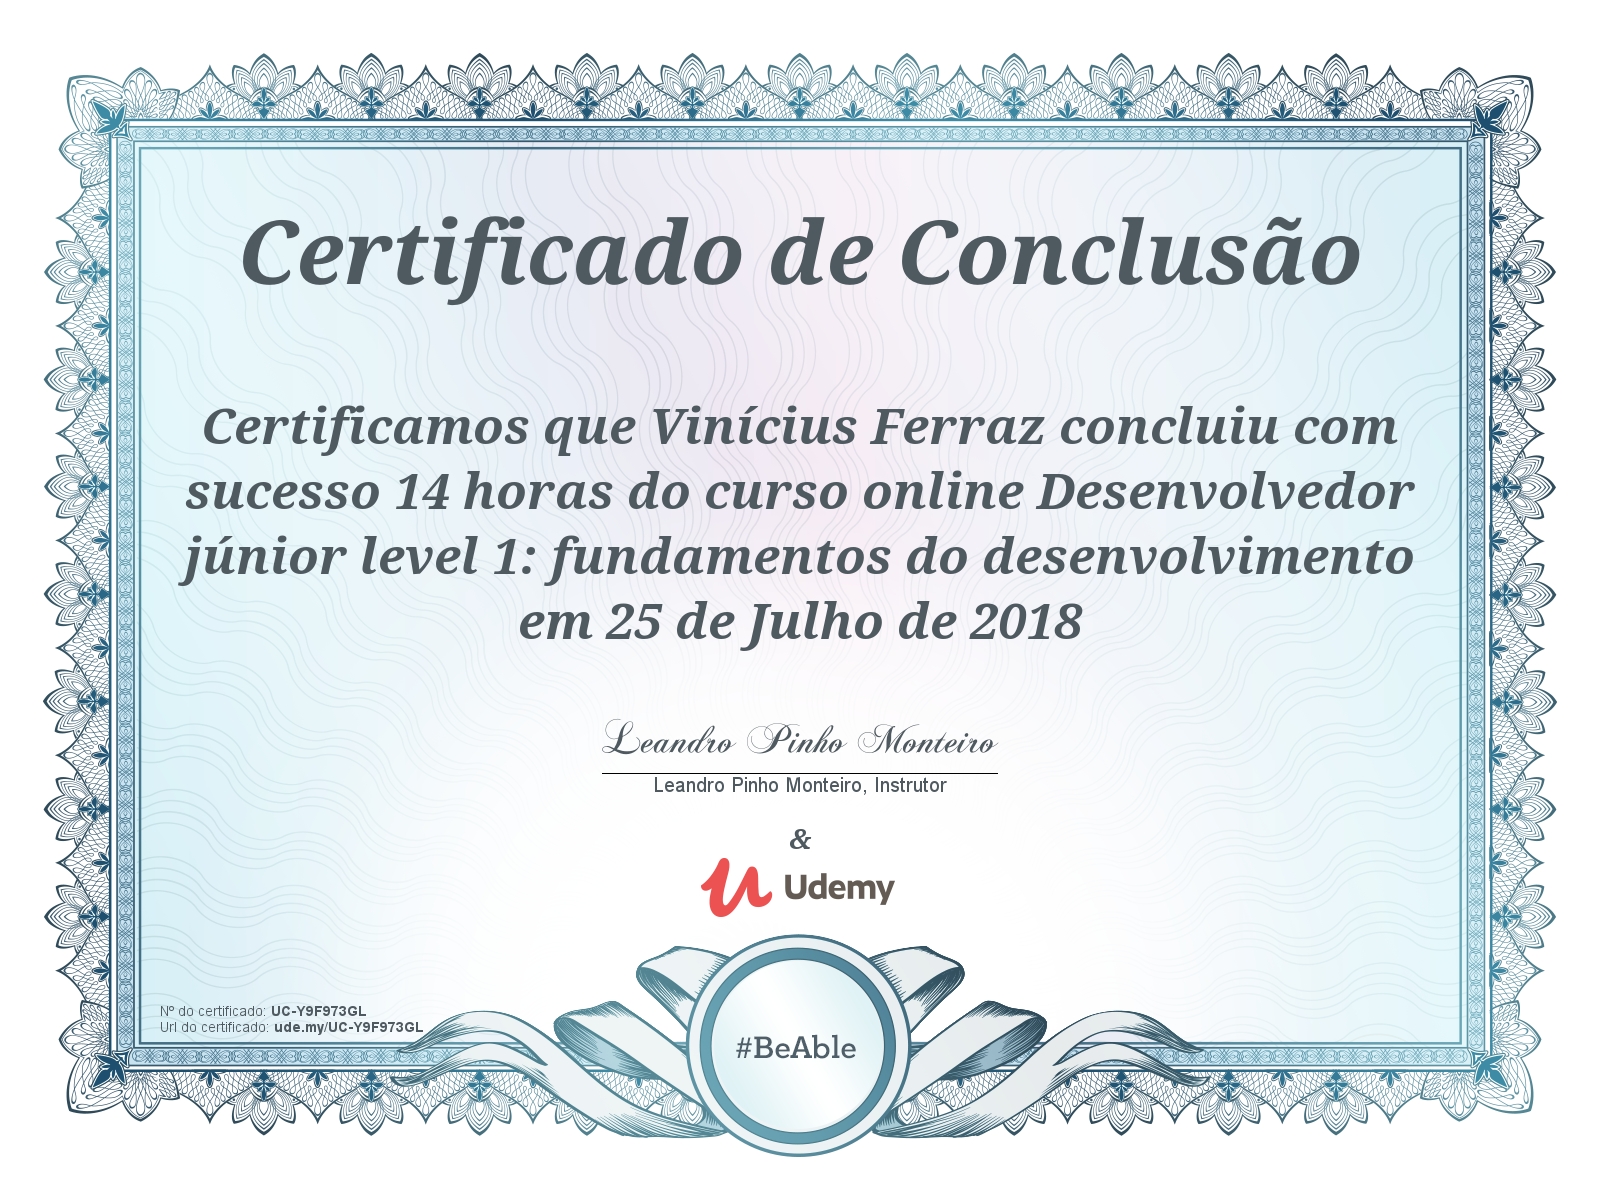 Certificado de Conclusão
Certificamos que Vinícius Ferraz concluiu com
sucesso 14 horas do curso online Desenvolvedor
júnior level 1: fundamentos do desenvolvimento
em 25 de Julho de 2018
Leandro Pinho Monteiro
Leandro Pinho Monteiro, Instrutor
&
Udemy
Nº do certificado: UC-Y9F973GL
Url do certificado: ude.my/UC-Y9F973GL
#BeAble